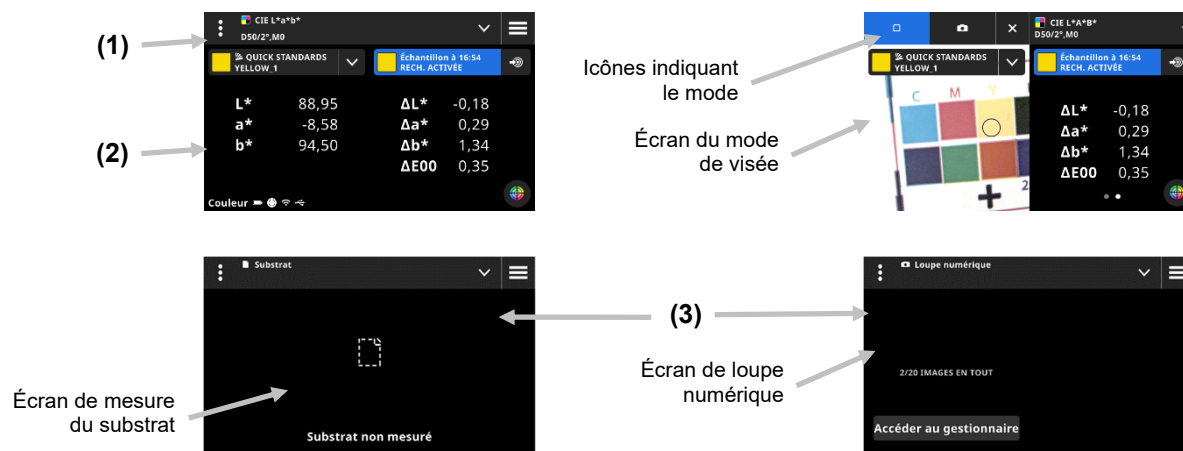 (1)
CIE L*a*b*
D50/2°,M0
QUICK STANDARDS
YELLOW_1
Échantillon à 16:54
RECH. ACTIVÉE
(2)
L* 88,95 ΔL* -0,18
a* -8,58 Δa* 0,29
b* 94,50 Δb* 1,34
ΔE00 0,35
Couleur
Icônes indiquant
le mode
Écran du mode
de visée
CIE L*A*B*
D50/2°,M0
QUICK STANDARDS
YELLOW_1
Échantillon à 16:54
RECH. ACTIVÉE
C M Y
2
ΔL* -0,18
Δa* 0,29
Δb* 1,34
ΔE00 0,35
Substrat
Substrat non mesuré
Écran de mesure
du substrat
(3)
Écran de loupe
numérique
Loupe numérique
2/20 IMAGES EN TOUT
Accéder au gestionnaire